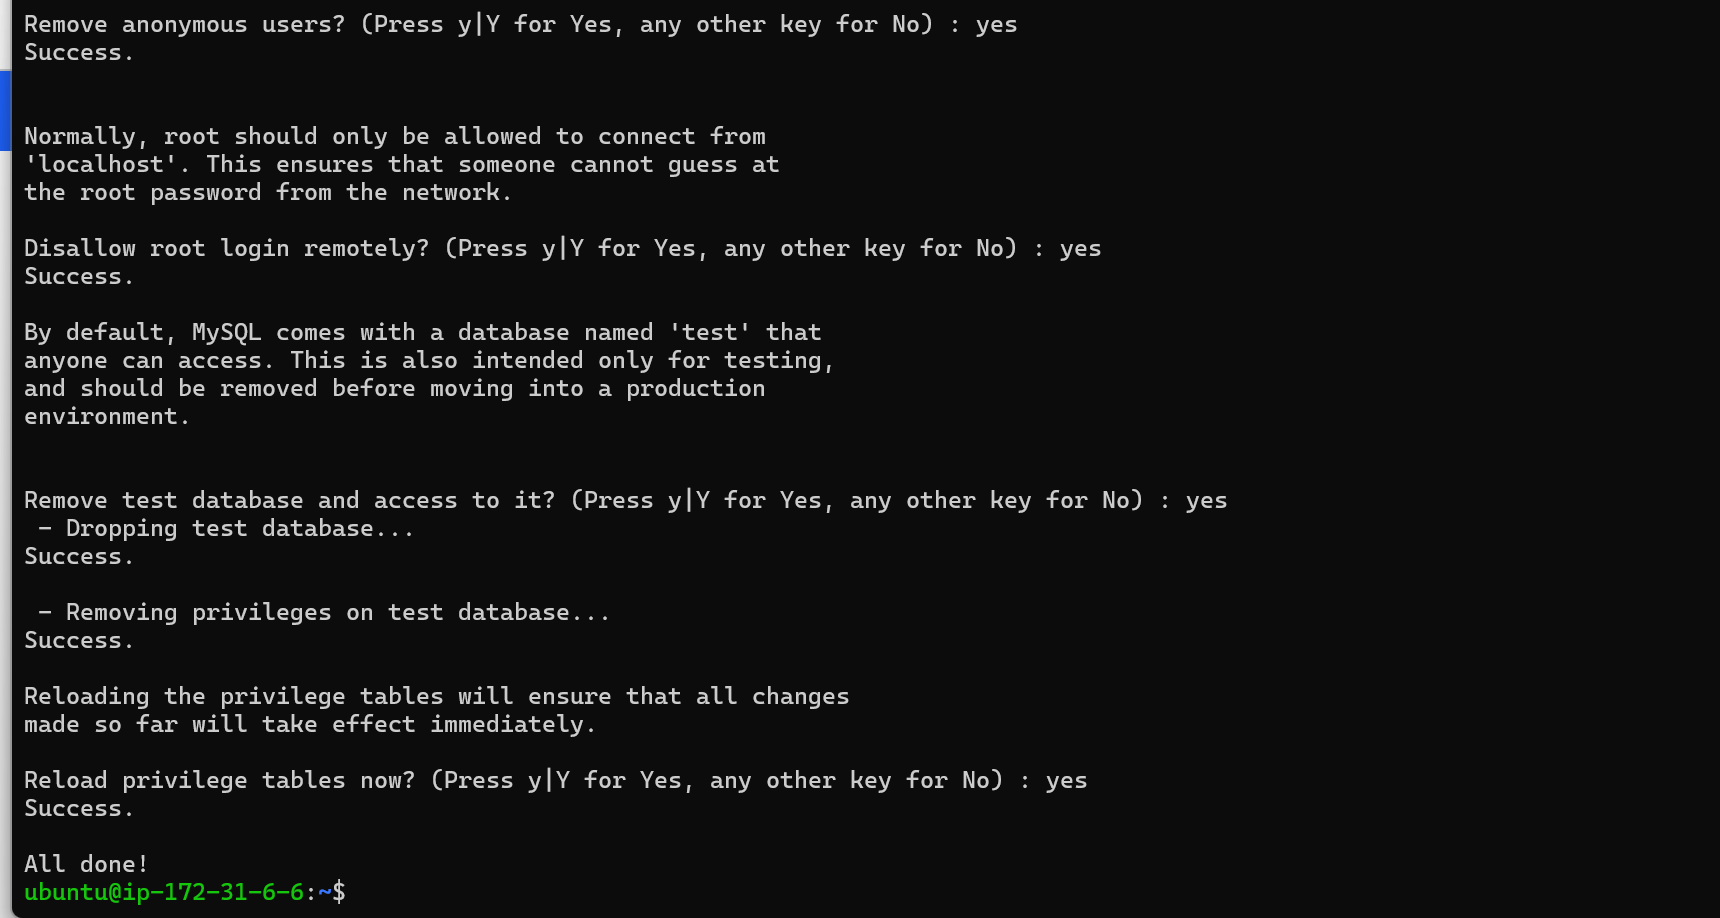 Remove anonymous users? (Press y|Y for Yes, any other key for No) : yes
Success.
Normally, root should only be allowed to connect from
'localhost'. This ensures that someone cannot guess at
the root password from the network.
Disallow root login remotely? (Press y|Y for Yes, any other key for No) : yes
Success.
By default, MySQL comes with a database named 'test' that
anyone can access. This is also intended only for testing,
and should be removed before moving into a production
environment.
Remove test database and access to it? (Press y|Y for Yes, any other key for No) : yes
 - Dropping test database...
Success.
 - Removing privileges on test database...
Success.
Reloading the privilege tables will ensure that all changes
made so far will take effect immediately.
Reload privilege tables now? (Press y|Y for Yes, any other key for No) : yes
Success.
All done!
ubuntu@ip-172-31-6-6:~$